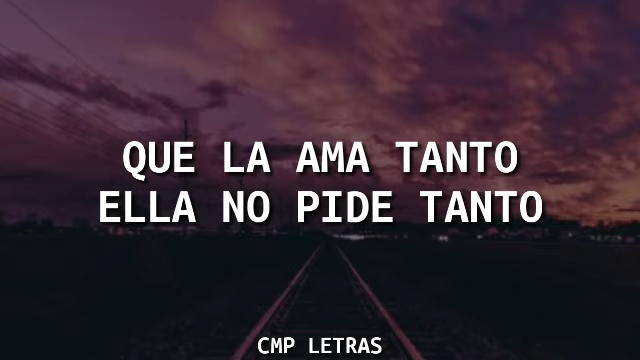 QUE LA AMA TANTO
ELLA NO PIDE TANTO
CMP LETRAS